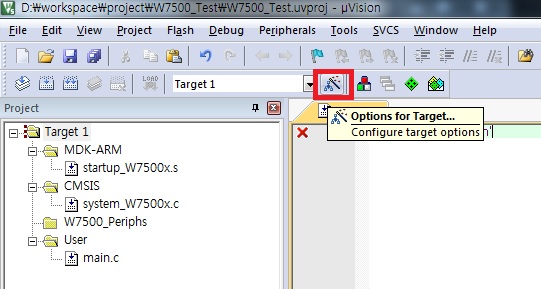 D:₩workspace₩project₩W7500_Test₩W7500_Test.uvproj - µVision
File Edit View Project Flash Debug Peripherals Tools SVCS Window Help
LOAD
Target 1
Project
Options for Target...
Configure target options
Target 1
MDK-ARM
startup_W7500x.s
CMSIS
system_W7500x.c
W7500_Periphs
User
main.c